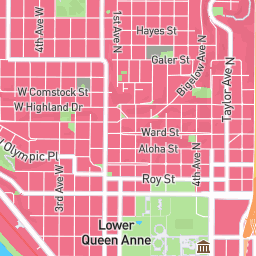 4th Ave W
1st Ave N
Hayes St
Galer St
Bigelow Ave N
Taylor Ave N
W Comstock St
W Highland Dr
Ward St
Aloha St
Olympic Pl
3rd Ave W
4th Ave N
Roy St
Lower
Queen Anne